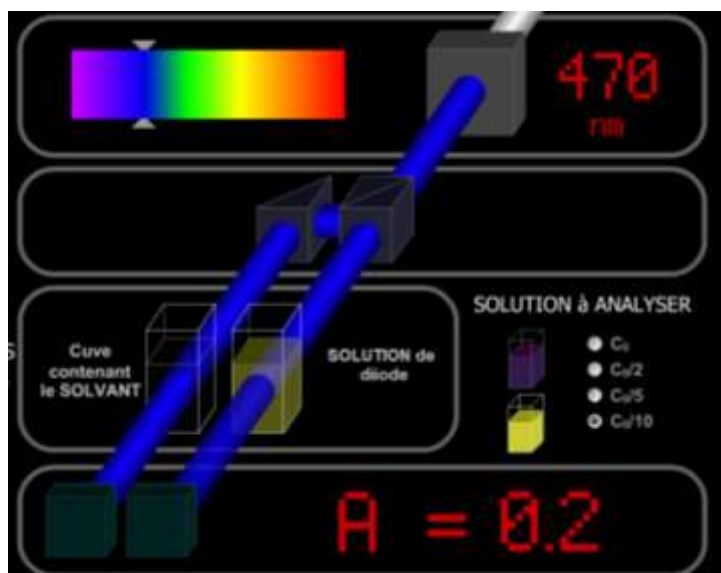 470
nm
SOLUTION à ANALYSER
Cuve
contenant
le SOLVANT
SOLUTION de
diiode
C₀
C₀/2
C₀/5
C₀/10
A = 0.2